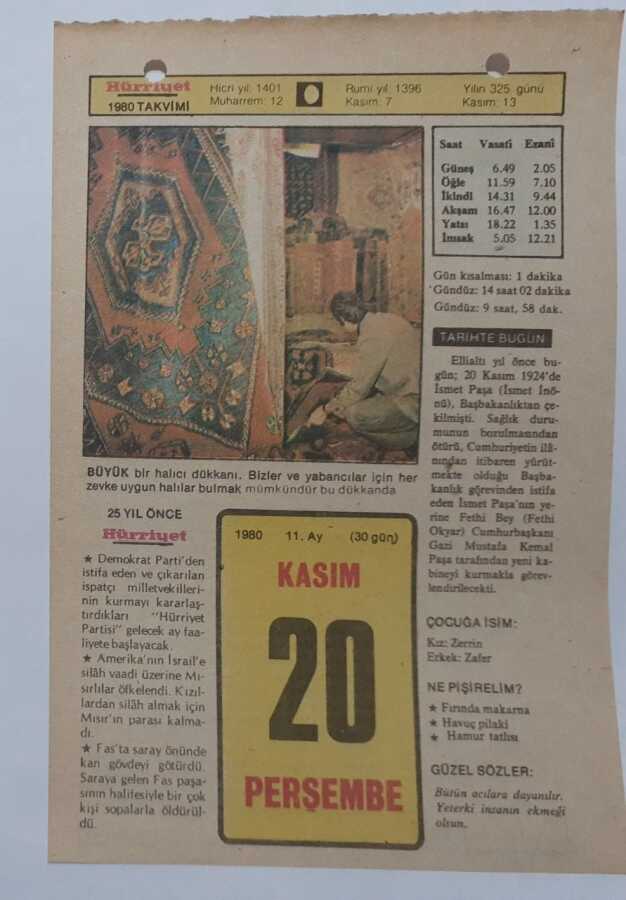 Hürriyet
1980 TAKVİMİ
Hicri yıl: 1401
Muharrem: 12
Rumi yıl: 1396
Kasım: 7
Yılın 325. günü
Kasım: 13
Saat Vasati Ezani
Güneş 6.49 2.05
Öğle 11.59 7.10
İkindi 14.31 9.44
Akşam 16.47 12.00
Yatsı 18.22 1.35
İmsak 5.05 12.21
Gün kısalması: 1 dakika
Gündüz: 14 saat 02 dakika
Gündüz: 9 saat, 58 dak.
TARİHTE BUGÜN
Ellialtı yıl önce bu-
gün; 20 Kasım 1924'de
İsmet Paşa (İsmet İnö-
nü), Başbakanlıktan çe-
kilmişti. Sağlık duru-
munun bozulmasından
ötürü, Cumhuriyetin ilâ-
nından itibaren yürüt-
mekte olduğu Başba-
kanlık görevinden istifa
eden İsmet Paşa'nın ye-
rine Fethi Bey (Fethi
Okyar) Cumhurbaşkanı
Gazi Mustafa Kemal
Paşa tarafından yeni ka-
bineyi kurmakla görev-
lendirilecekti.
ÇOCUĞA İSİM:
Kız: Zerrin
Erkek: Zafer
NE PİŞİRELİM?
★ Fırında makarna
★ Havuç pilaki
★ Hamur tatlısı
GÜZEL SÖZLER:
Bütün acılara dayanılır.
Yeterki insanın ekmeği
olsun.
BÜYÜK bir halıcı dükkanı. Bizler ve yabancılar için her
zevke uygun halılar bulmak mümkündür bu dükkanda
25 YIL ÖNCE
Hürriyet
★ Demokrat Parti'den
istifa eden ve çıkarılan
ispatçı milletvekilleri-
nin kurmayı kararlaş-
tırdıkları "Hürriyet
Partisi" gelecek ay faa-
liyete başlayacak.
★ Amerika'nın İsrail'e
silâh vaadi üzerine Mı-
sırlılar öfkelendi. Kızıl-
lardan silâh almak için
Mısır'ın parası kalma-
dı.
★ Fas'ta saray önünde
kan gövdeyi götürdü.
Saraya gelen Fas paşa-
sının halifesiyle bir çok
kişi sopalarla öldürül-
dü.
1980 11. Ay (30 gün)
KASIM
20
PERŞEMBE